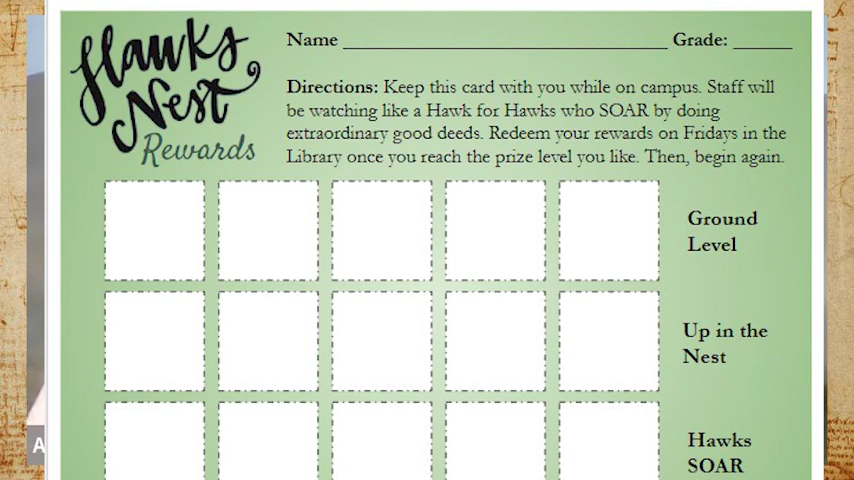 Hawks
Nest
Rewards
Name ______________________________ Grade: ______
Directions: Keep this card with you while on campus. Staff will
be watching like a Hawk for Hawks who SOAR by doing
extraordinary good deeds. Redeem your rewards on Fridays in the
Library once you reach the prize level you like. Then, begin again.
Ground
Level
Up in the
Nest
Hawks
SOAR
A